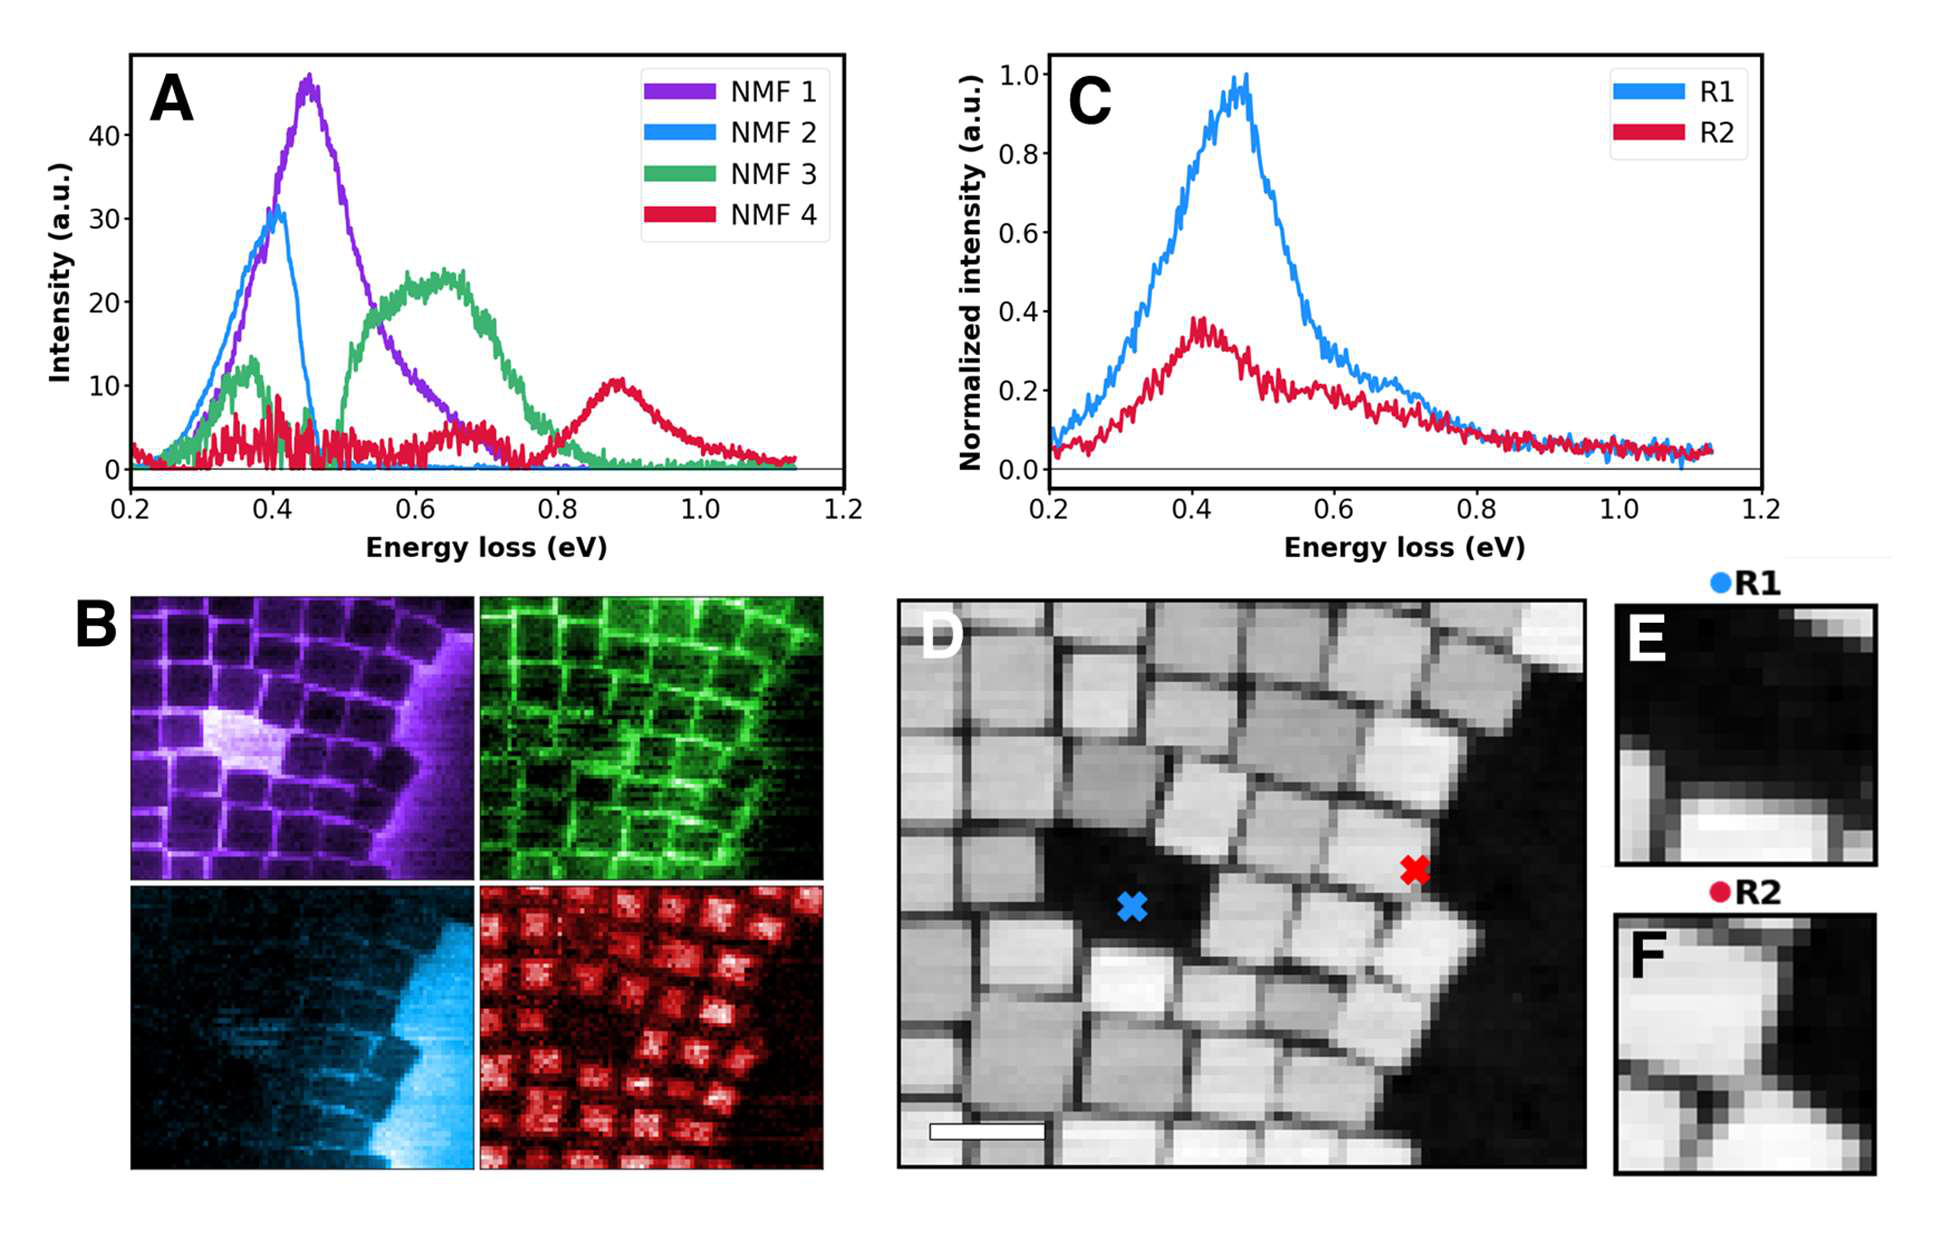 A
NMF 1
NMF 2
NMF 3
NMF 4
Intensity (a.u.)
40
30
20
10
0
0.2 0.4 0.6 0.8 1.0 1.2
Energy loss (eV)
C
R1
R2
Normalized intensity (a.u.)
1.0
0.8
0.6
0.4
0.2
0.0
0.2 0.4 0.6 0.8 1.0 1.2
Energy loss (eV)
B
D
R1
E
R2
F